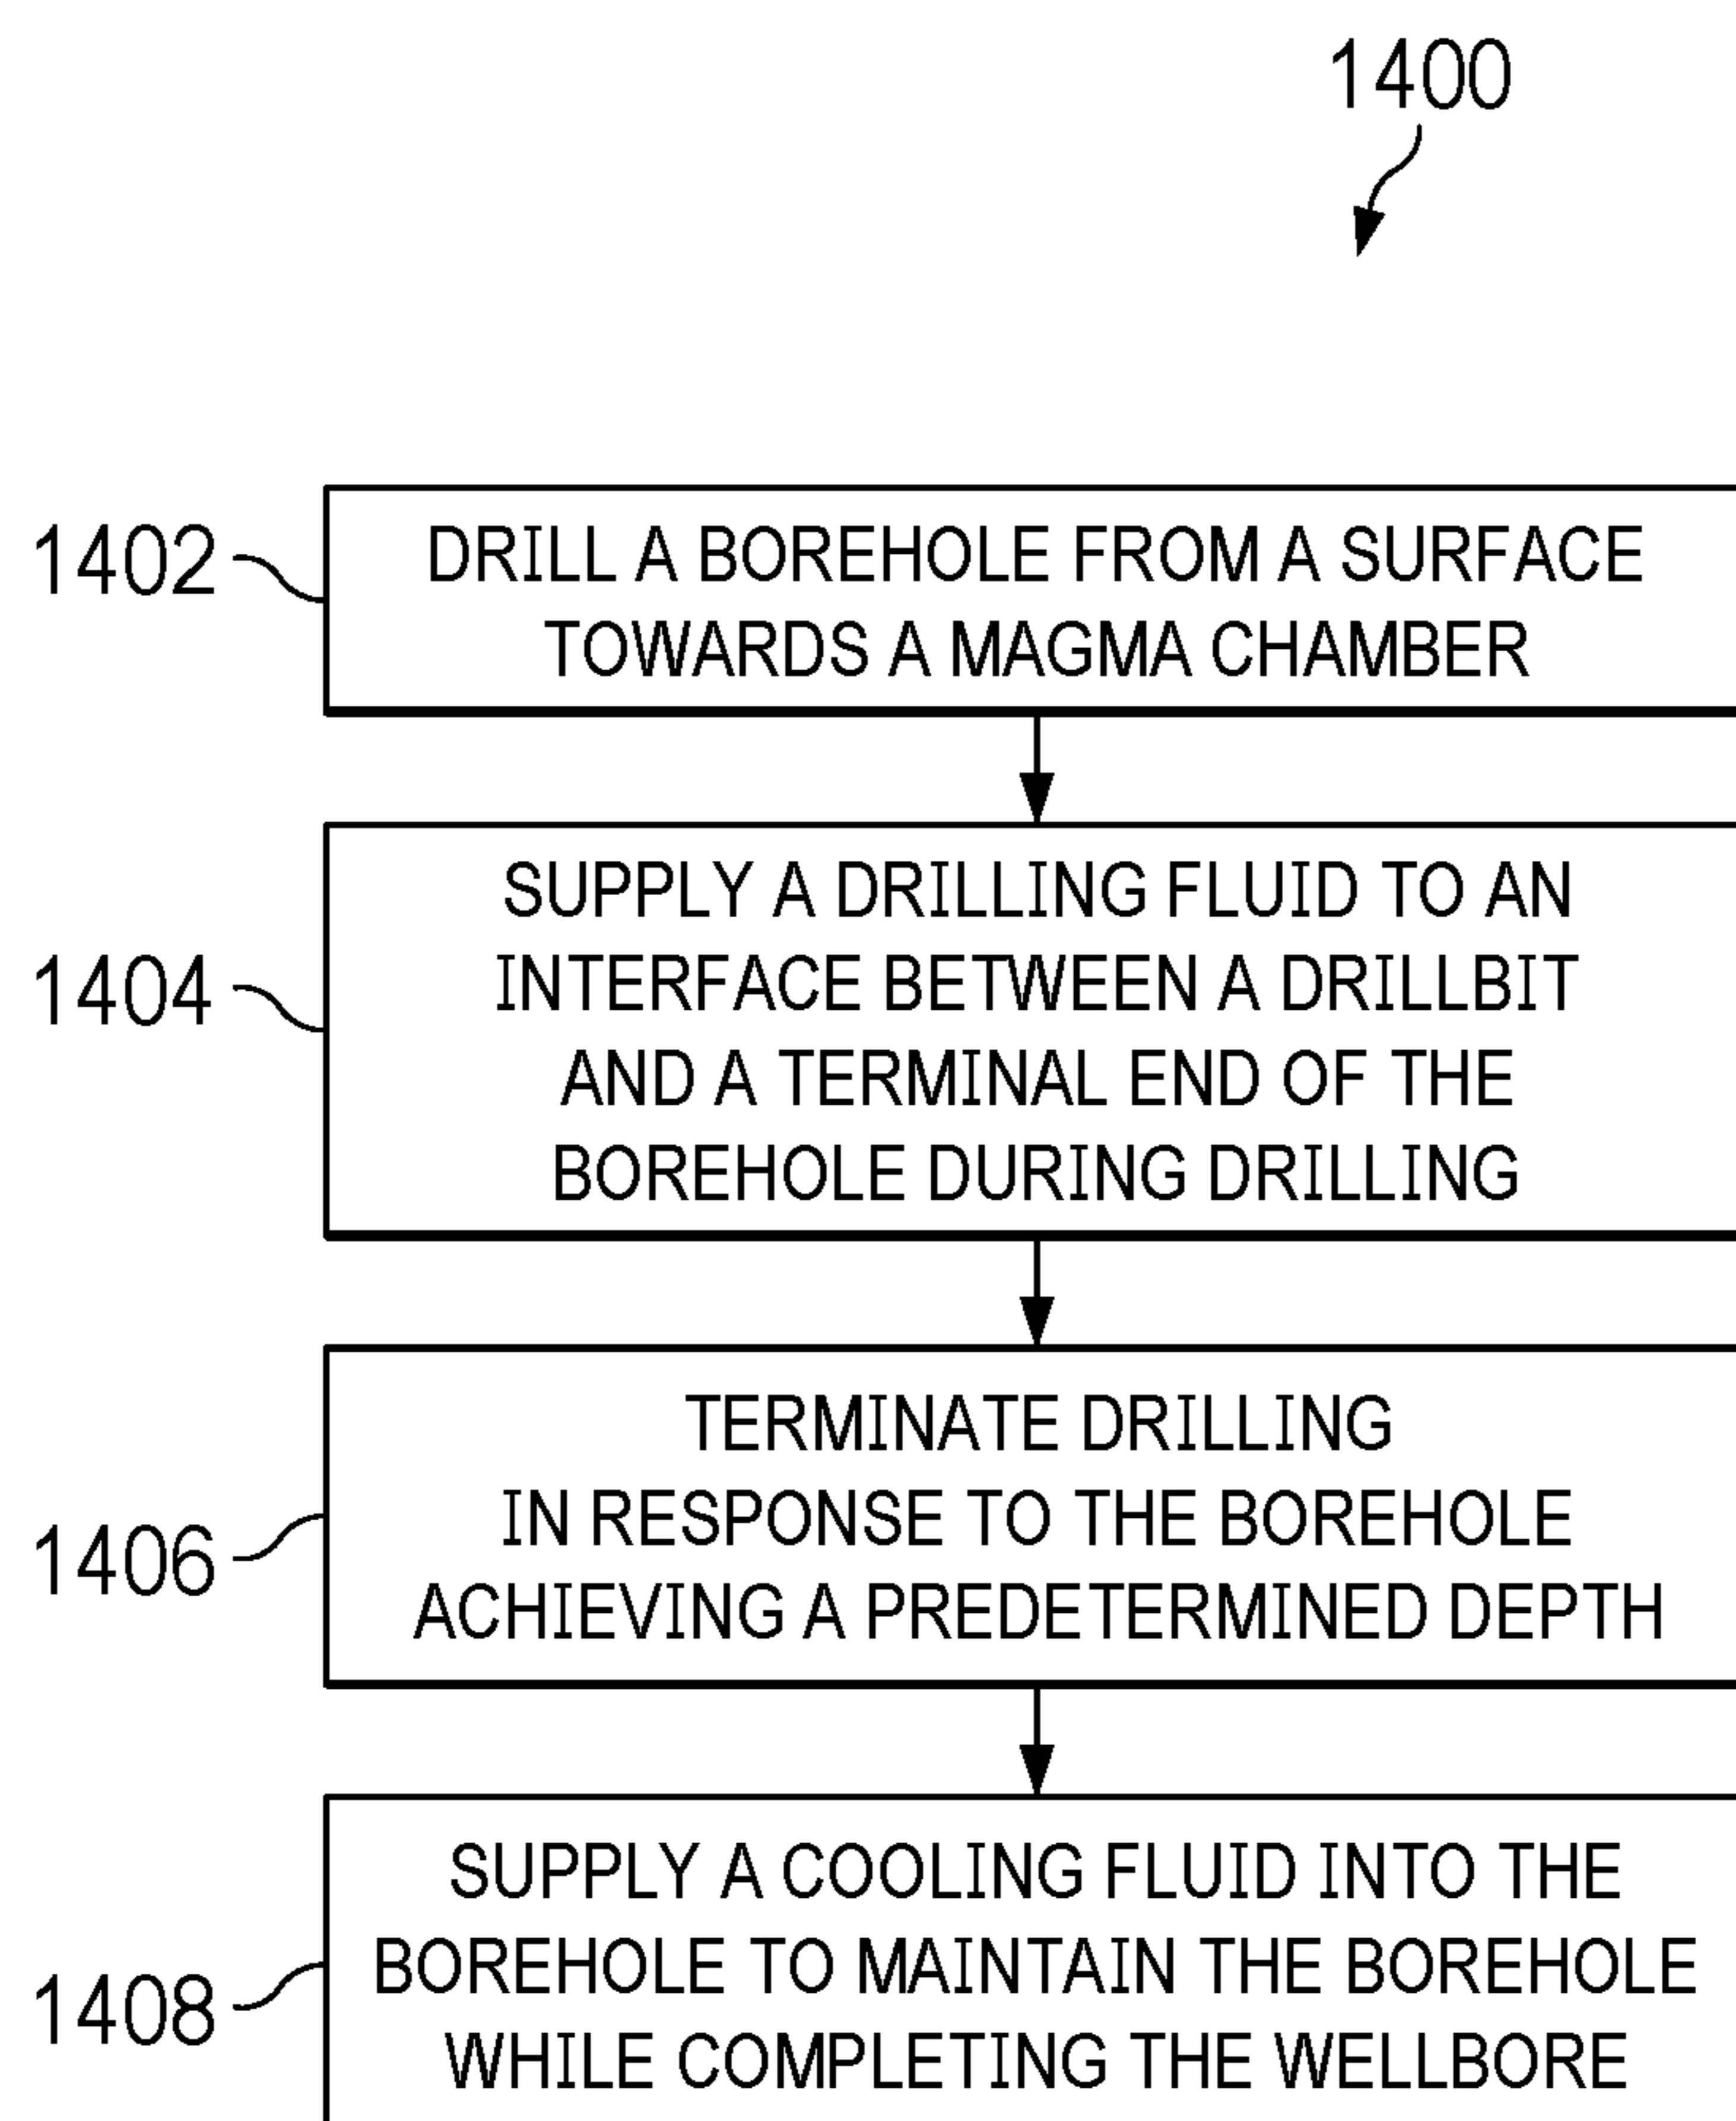 1400
1402
DRILL A BOREHOLE FROM A SURFACE
TOWARDS A MAGMA CHAMBER
1404
SUPPLY A DRILLING FLUID TO AN
INTERFACE BETWEEN A DRILLBIT
AND A TERMINAL END OF THE
BOREHOLE DURING DRILLING
1406
TERMINATE DRILLING
IN RESPONSE TO THE BOREHOLE
ACHIEVING A PREDETERMINED DEPTH
1408
SUPPLY A COOLING FLUID INTO THE
BOREHOLE TO MAINTAIN THE BOREHOLE
WHILE COMPLETING THE WELLBORE